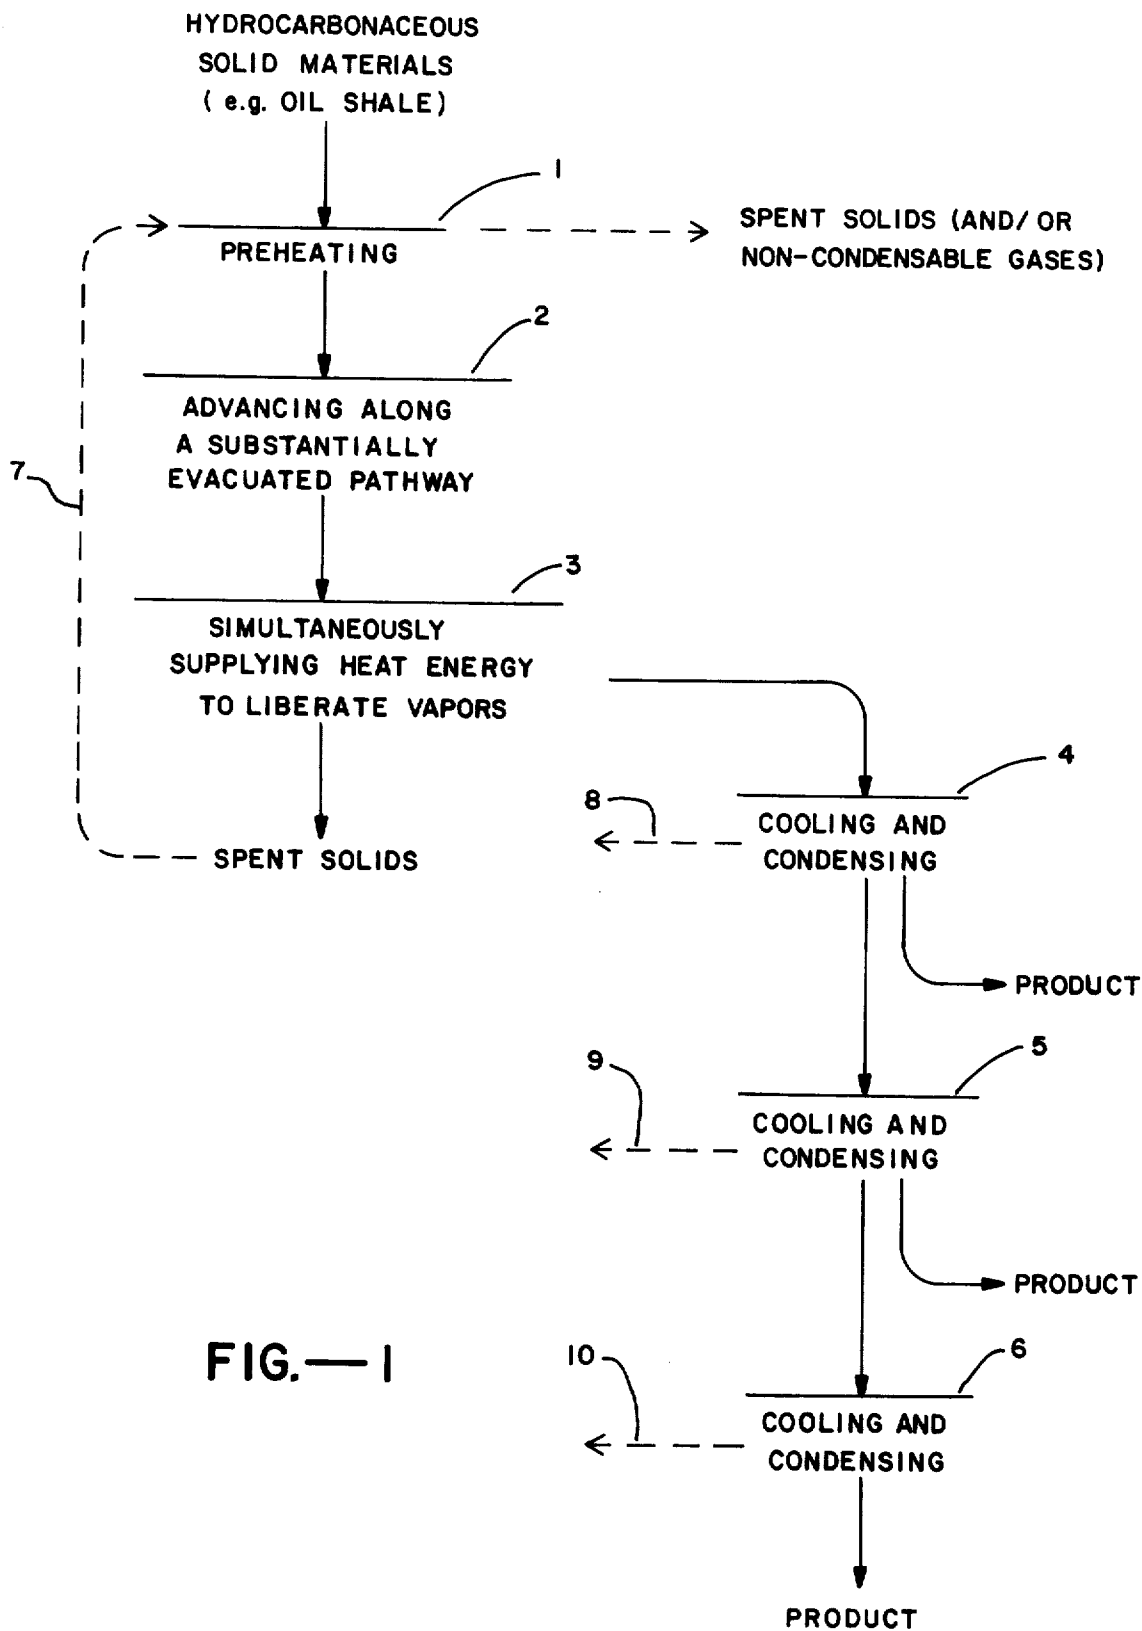 HYDROCARBONACEOUS
SOLID MATERIALS
( e.g. OIL SHALE)
1
PREHEATING
SPENT SOLIDS (AND/OR
NON-CONDENSABLE GASES)
2
ADVANCING ALONG
A SUBSTANTIALLY
EVACUATED PATHWAY
7
3
SIMULTANEOUSLY
SUPPLYING HEAT ENERGY
TO LIBERATE VAPORS
SPENT SOLIDS
4
8
COOLING AND
CONDENSING
PRODUCT
5
9
COOLING AND
CONDENSING
PRODUCT
6
10
COOLING AND
CONDENSING
PRODUCT
FIG.—1